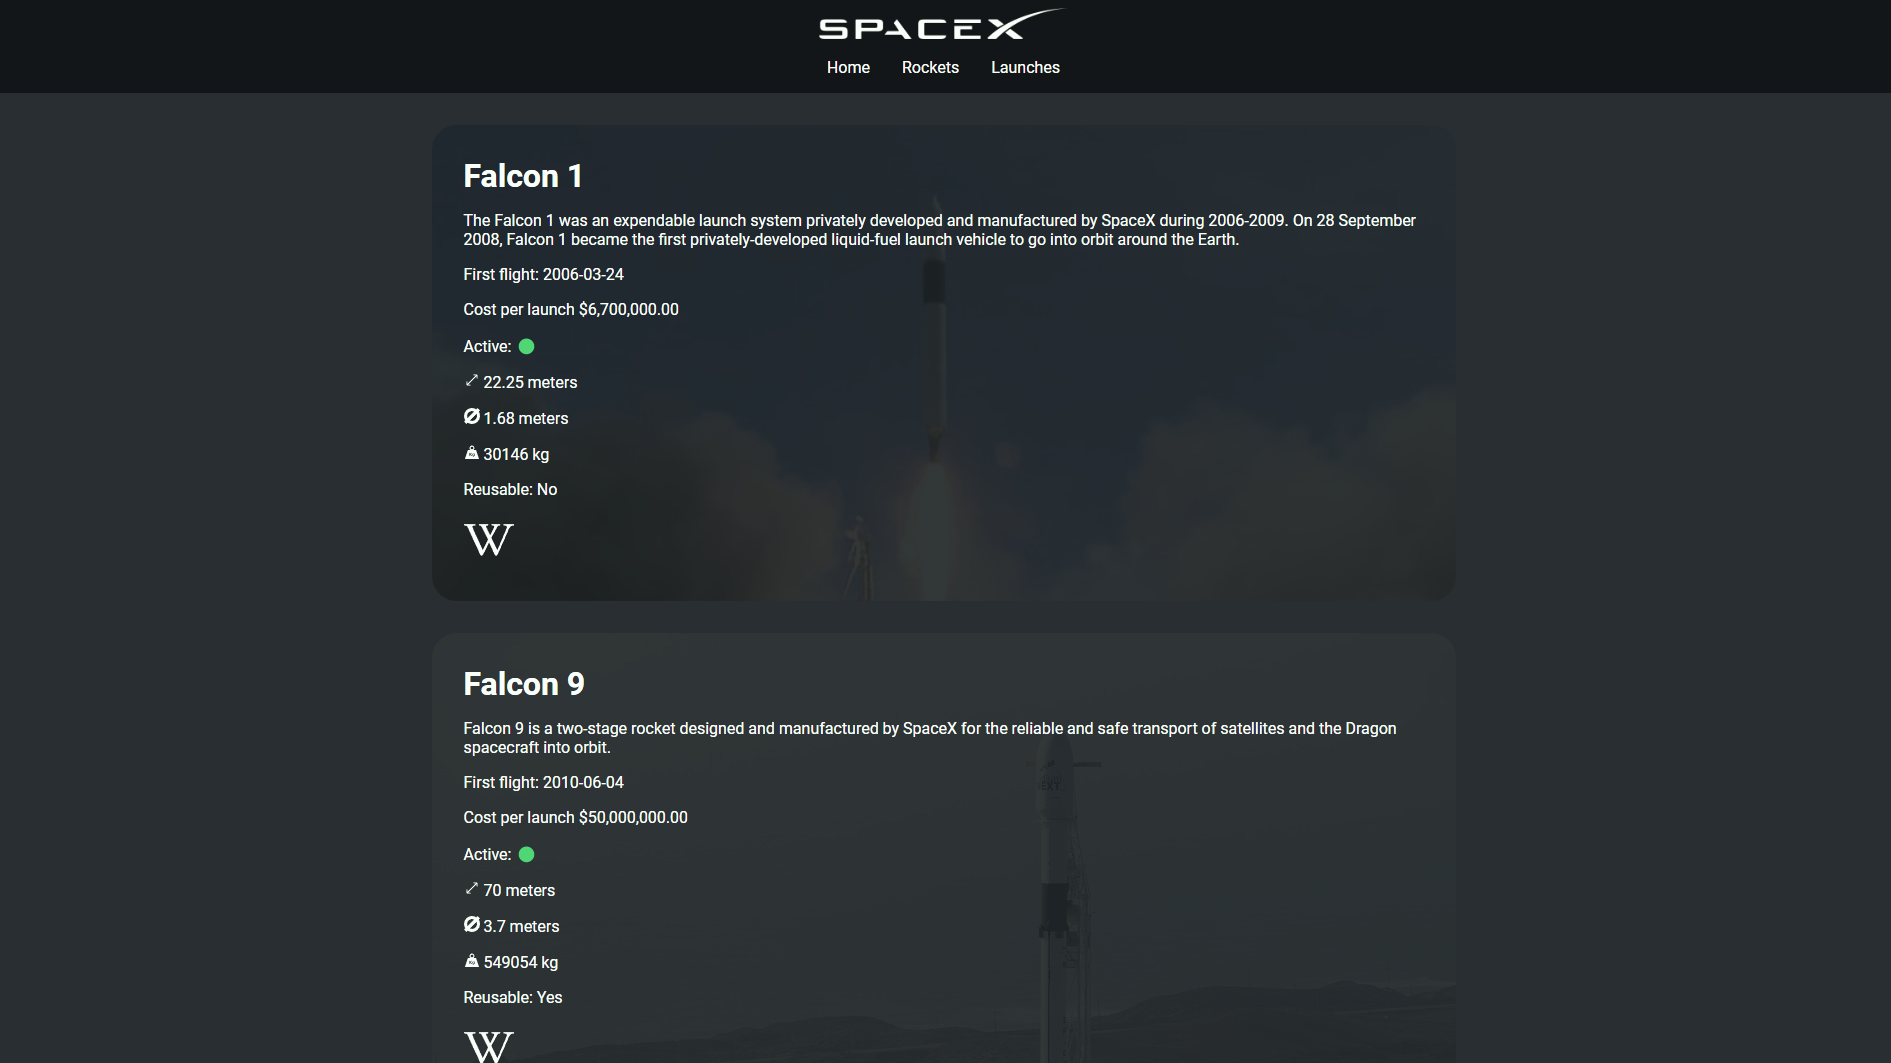 SPACEX
Home Rockets Launches
Falcon 1
The Falcon 1 was an expendable launch system privately developed and manufactured by SpaceX during 2006-2009. On 28 September
2008, Falcon 1 became the first privately-developed liquid-fuel launch vehicle to go into orbit around the Earth.
First flight: 2006-03-24
Cost per launch $6,700,000.00
Active:
22.25 meters
1.68 meters
30146 kg
Reusable: No
W
Falcon 9
Falcon 9 is a two-stage rocket designed and manufactured by SpaceX for the reliable and safe transport of satellites and the Dragon
spacecraft into orbit.
First flight: 2010-06-04
Cost per launch $50,000,000.00
Active:
70 meters
3.7 meters
549054 kg
Reusable: Yes
W